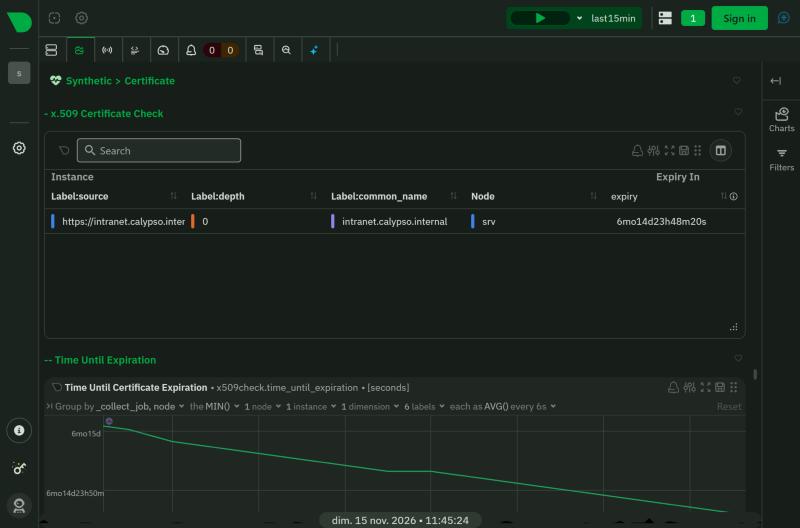 last15min
1
Sign in
s
0 0
Synthetic > Certificate
- x.509 Certificate Check
Charts
Filters
Search
Instance Expiry In
Label:source Label:depth Label:common_name Node expiry
https://intranet.calypso.inter 0 intranet.calypso.internal srv 6mo14d23h48m20s
-- Time Until Expiration
Time Until Certificate Expiration • x509check.time_until_expiration • [seconds]
Group by _collect_job, node the MIN() 1 node 1 instance 1 dimension 6 labels each as AVG() every 6s Reset
6mo15d
6mo14d23h50m
dim. 15 nov. 2026 • 11:45:24